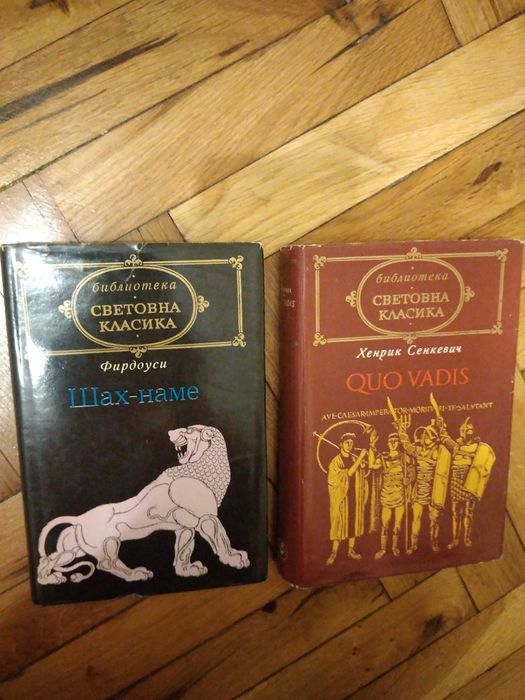 библиотека
СВЕТОВНА
КЛАСИКА
Фирдоуси
Шах-наме
библиотека
СВЕТОВНА
КЛАСИКА
Хенрик Сенкевич
QUO VADIS
AVE·CAESAR·IMPERATOR·MORITURI·TE·SALUTANT